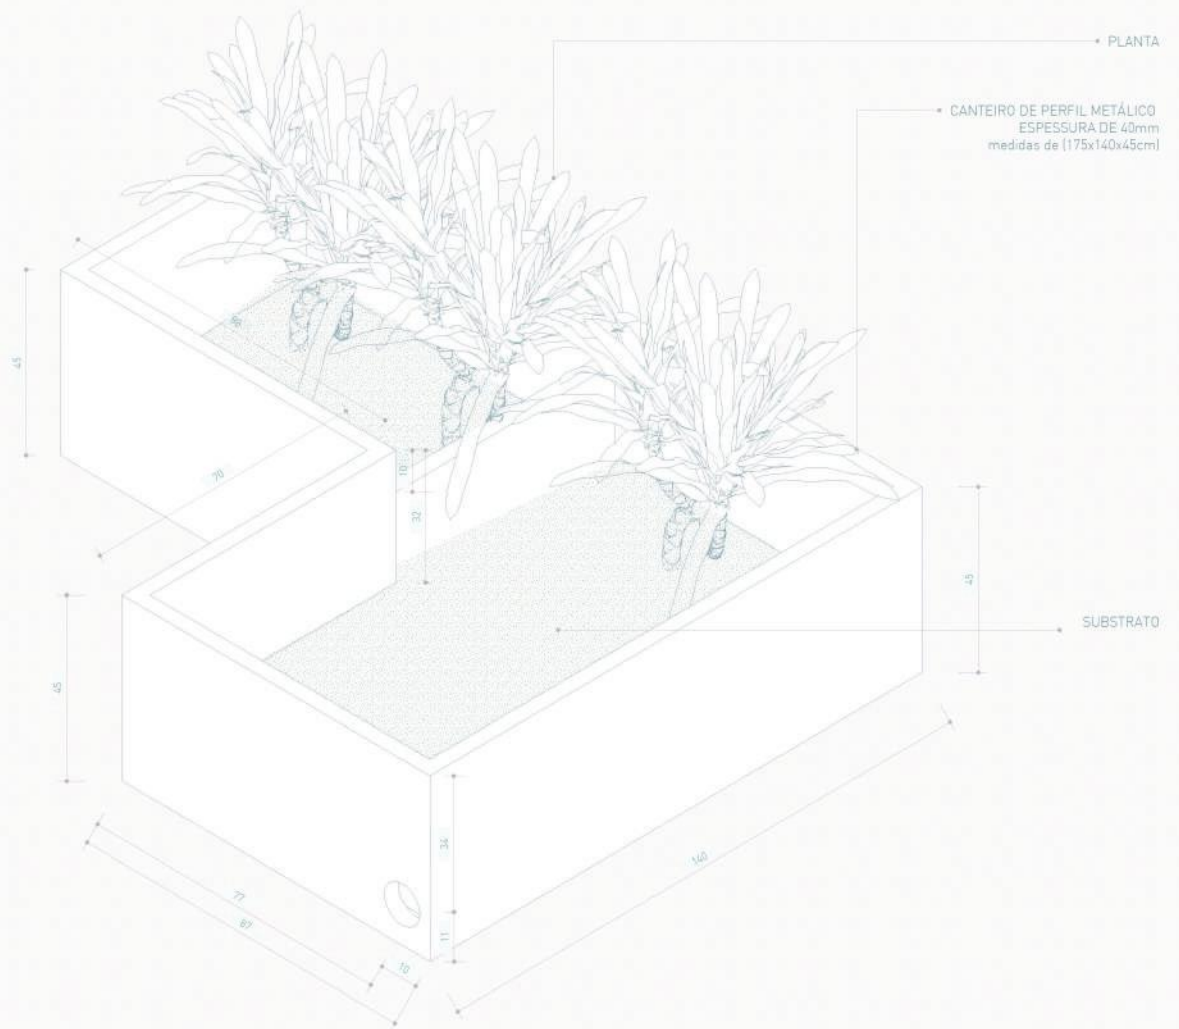 PLANTA
CANTEIRO DE PERFIL METÁLICO
ESPESSURA DE 40mm
medidas de (175x140x45cm)
45
88
70
10
32
45
45
SUBSTRATO
34
140
77
87
11
10